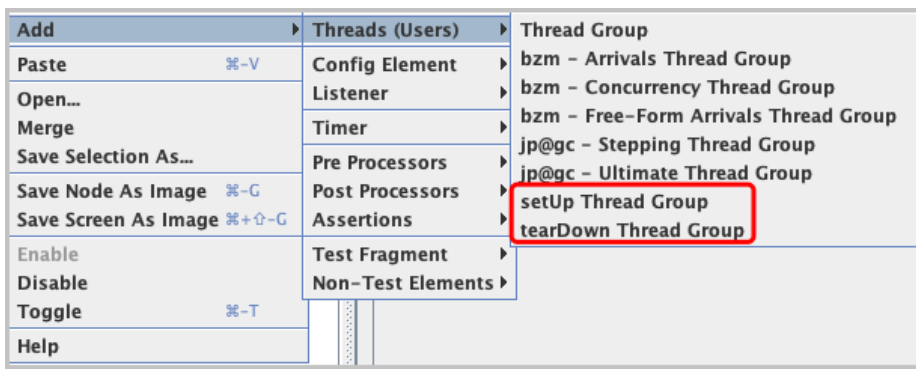 Add
Paste ⌘-V
Open...
Merge
Save Selection As...
Save Node As Image ⌘-G
Save Screen As Image ⌘+⇧-G
Enable
Disable
Toggle ⌘-T
Help
Threads (Users)
Config Element
Listener
Timer
Pre Processors
Post Processors
Assertions
Test Fragment
Non-Test Elements
Thread Group
bzm - Arrivals Thread Group
bzm - Concurrency Thread Group
bzm - Free-Form Arrivals Thread Group
jp@gc - Stepping Thread Group
jp@gc - Ultimate Thread Group
setUp Thread Group
tearDown Thread Group